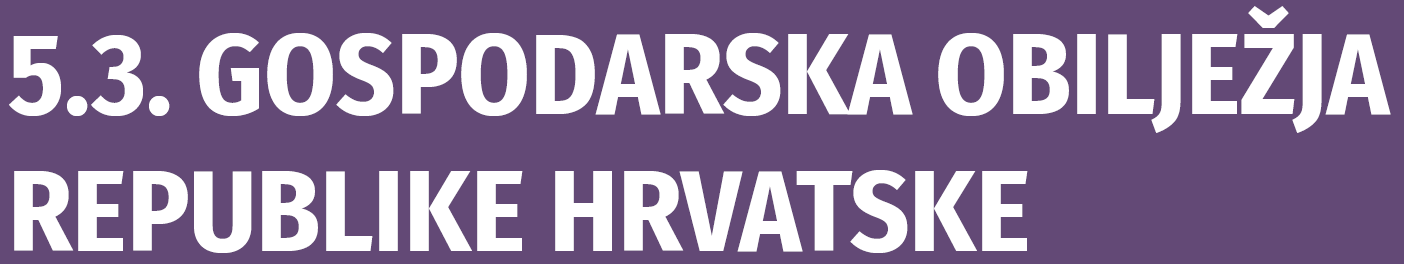 5.3. GOSPODARSKA OBILJEŽJA
REPUBLIKE HRVATSKE